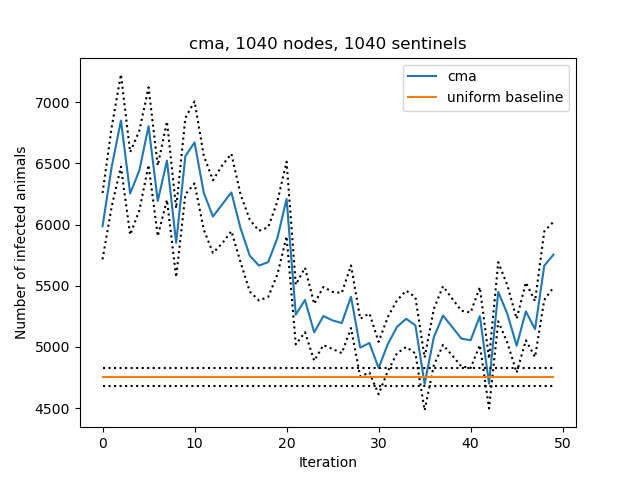 cma, 1040 nodes, 1040 sentinels
cma
uniform baseline
Number of infected animals
7000
6500
6000
5500
5000
4500
0 10 20 30 40 50
Iteration